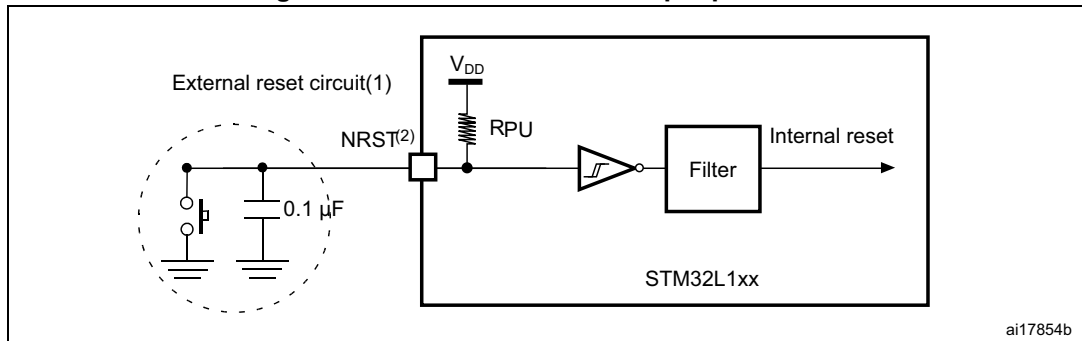 V_DD
External reset circuit(1)
RPU
NRST(2)
Internal reset
Filter
0.1 µF
STM32L1xx
ai17854b